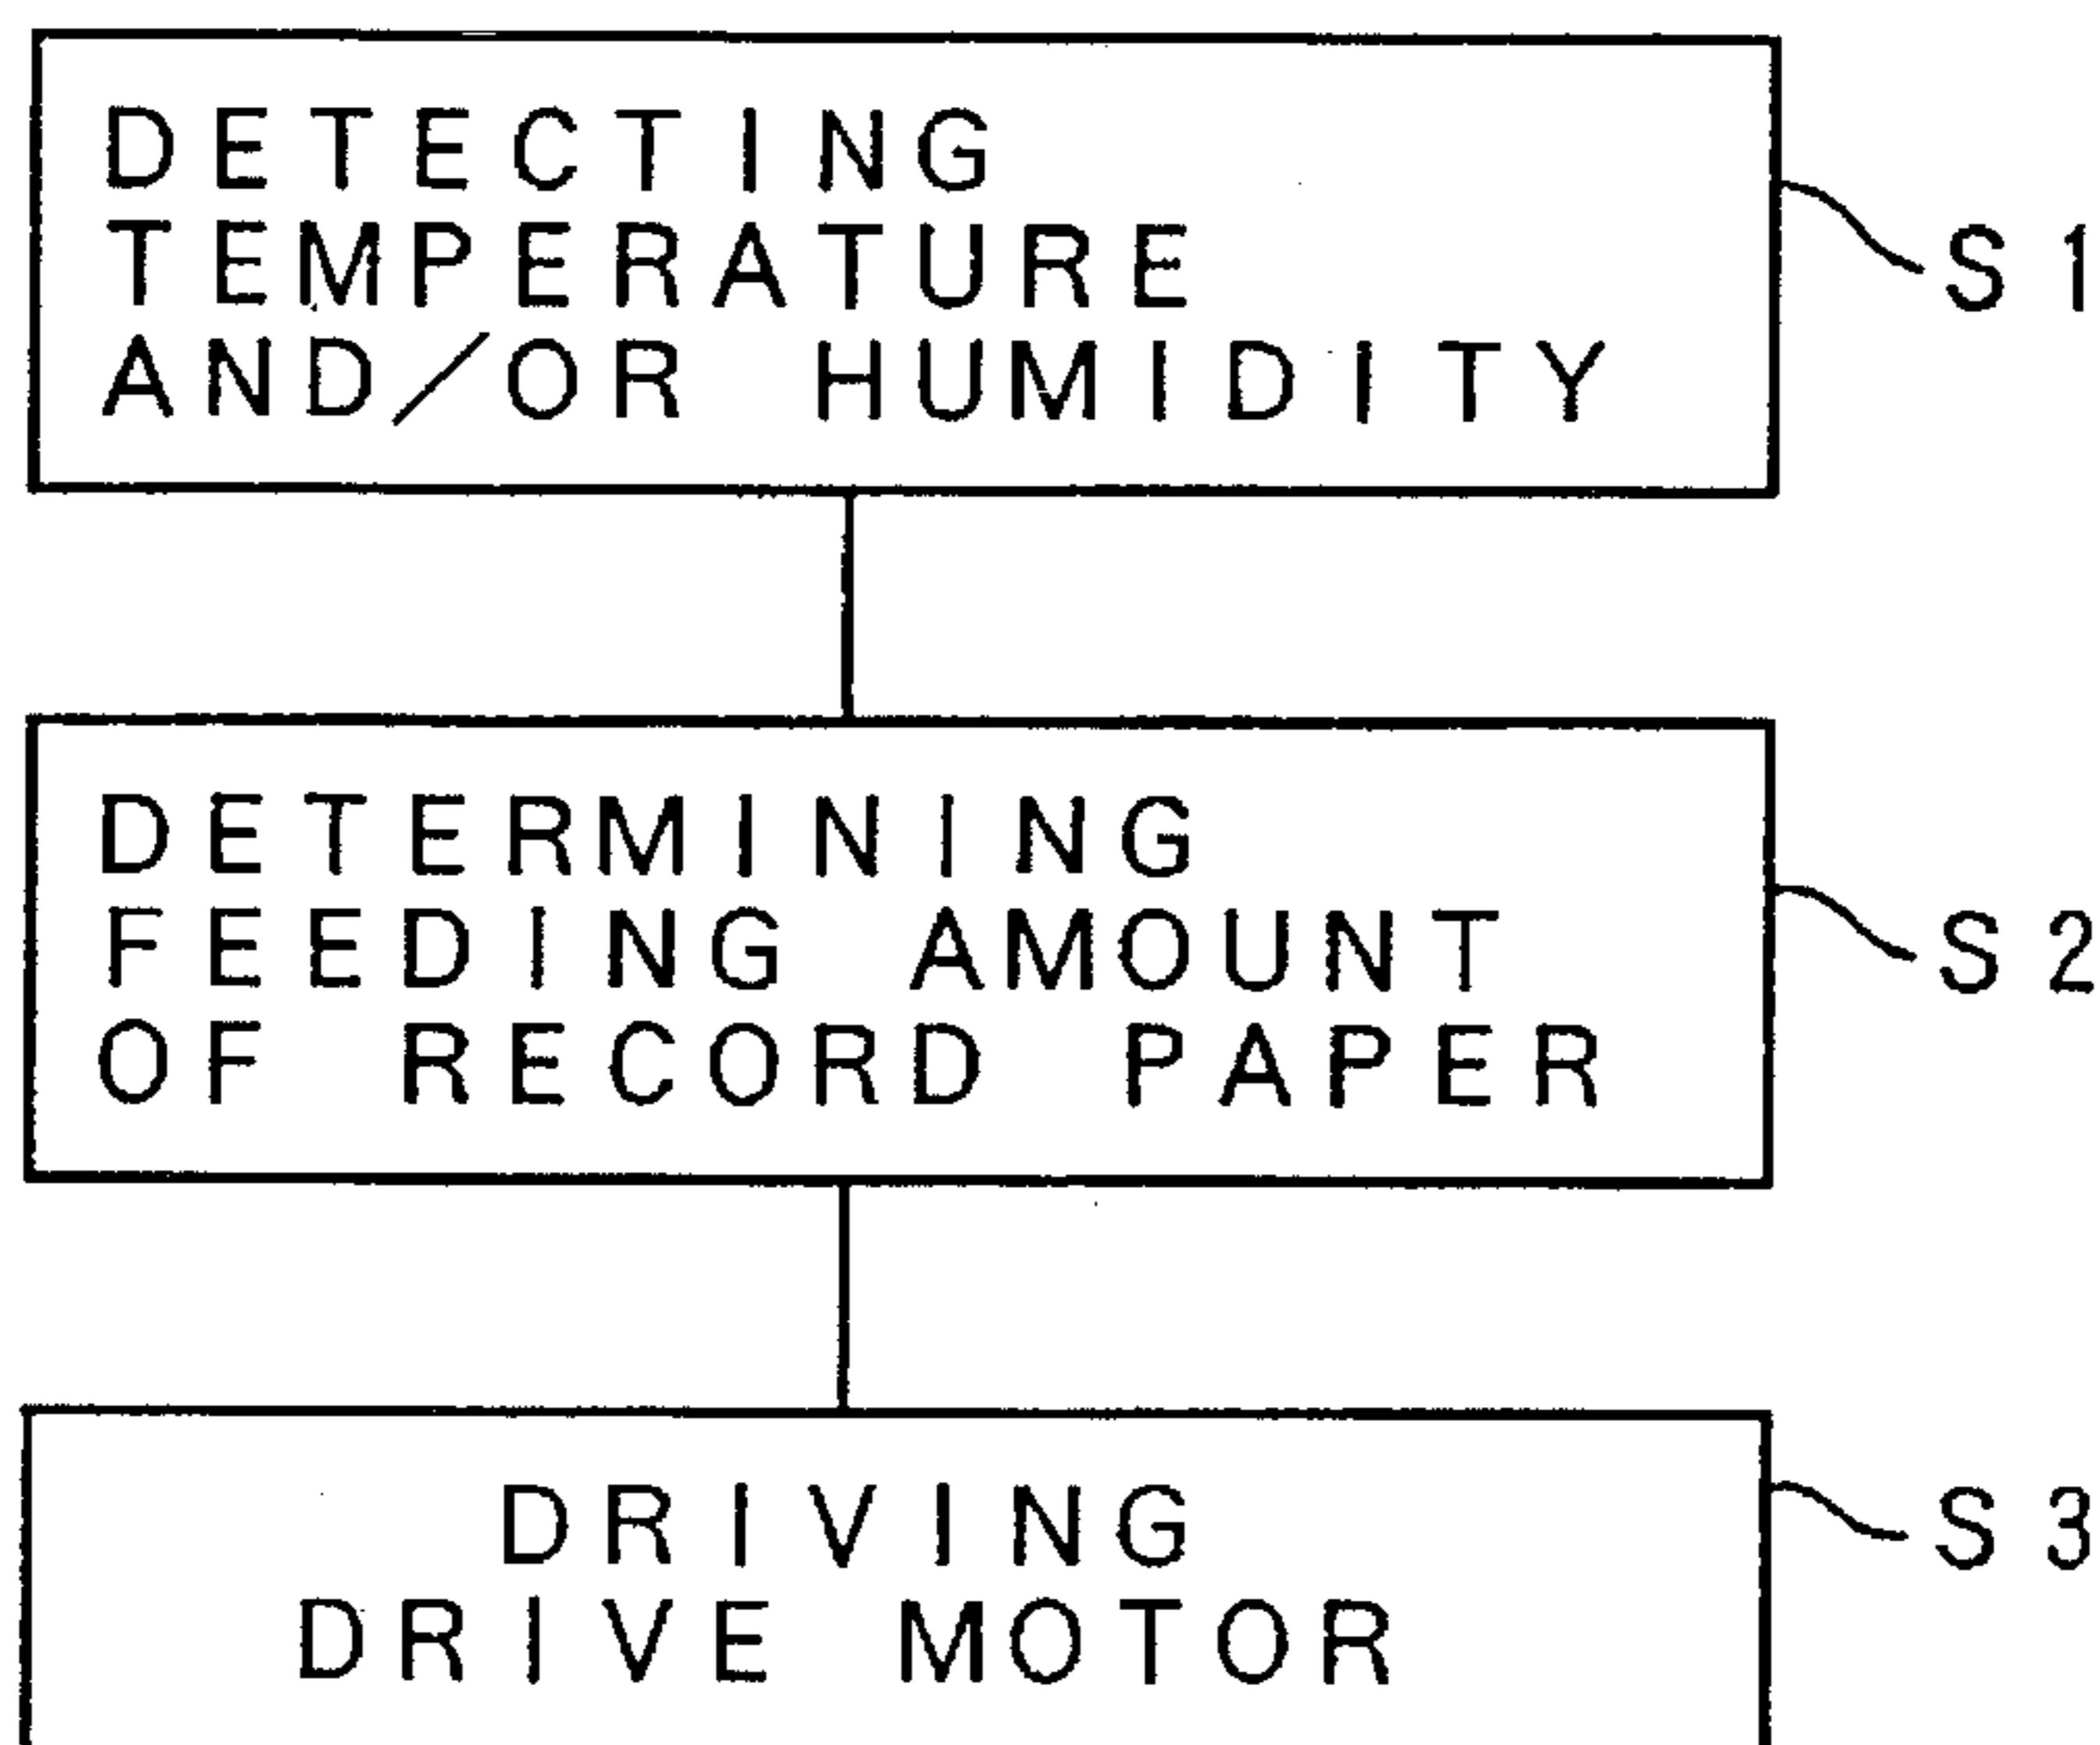 DETECTING
TEMPERATURE
AND/OR HUMIDITY
S1
DETERMINING
FEEDING AMOUNT
OF RECORD PAPER
S2
DRIVING
DRIVE MOTOR
S3